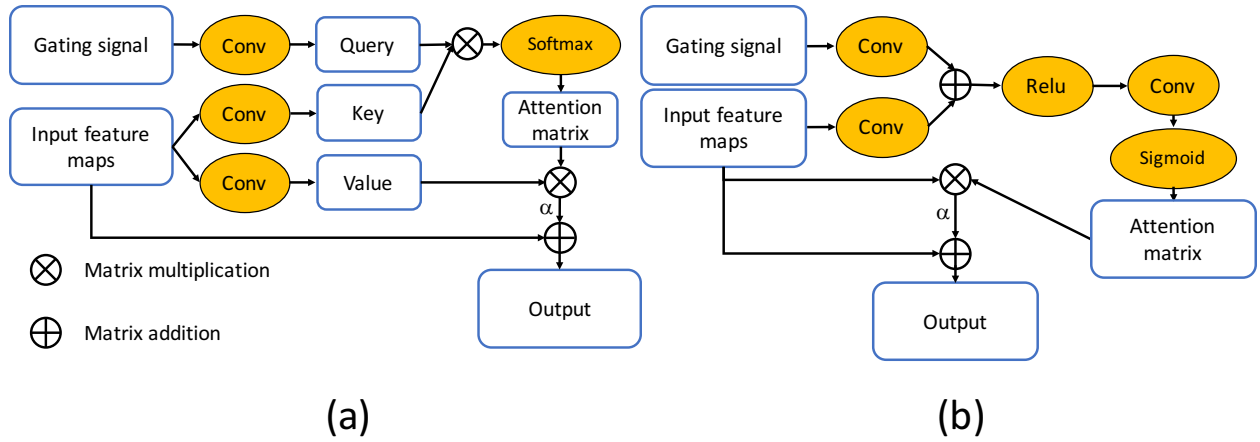 Gating signal
Conv
Query
Softmax
Conv
Key
Attention
matrix
Input feature
maps
Conv
Value
α
Matrix multiplication
Output
Matrix addition
(a)
Gating signal
Conv
Relu
Conv
Input feature
maps
Conv
Sigmoid
α
Attention
matrix
Output
(b)